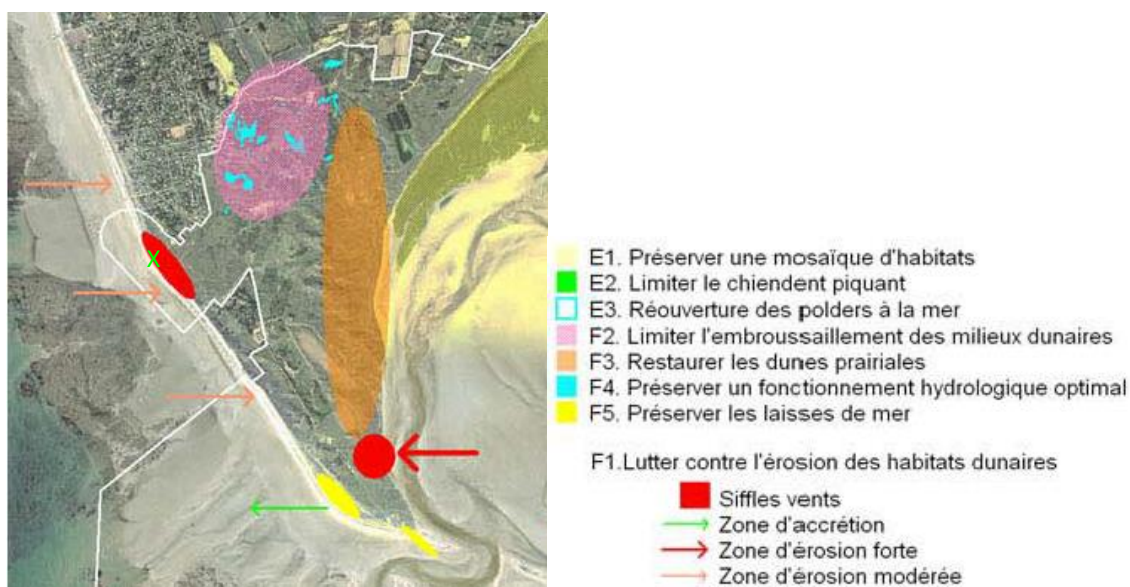 X
E1. Préserver une mosaïque d'habitats
E2. Limiter le chiendent piquant
E3. Réouverture des polders à la mer
F2. Limiter l'embroussaillement des milieux dunaires
F3. Restaurer les dunes prairiales
F4. Préserver un fonctionnement hydrologique optimal
F5. Préserver les laisses de mer
F1.Lutter contre l'érosion des habitats dunaires
Siffles vents
Zone d'accrétion
Zone d'érosion forte
Zone d'érosion modérée